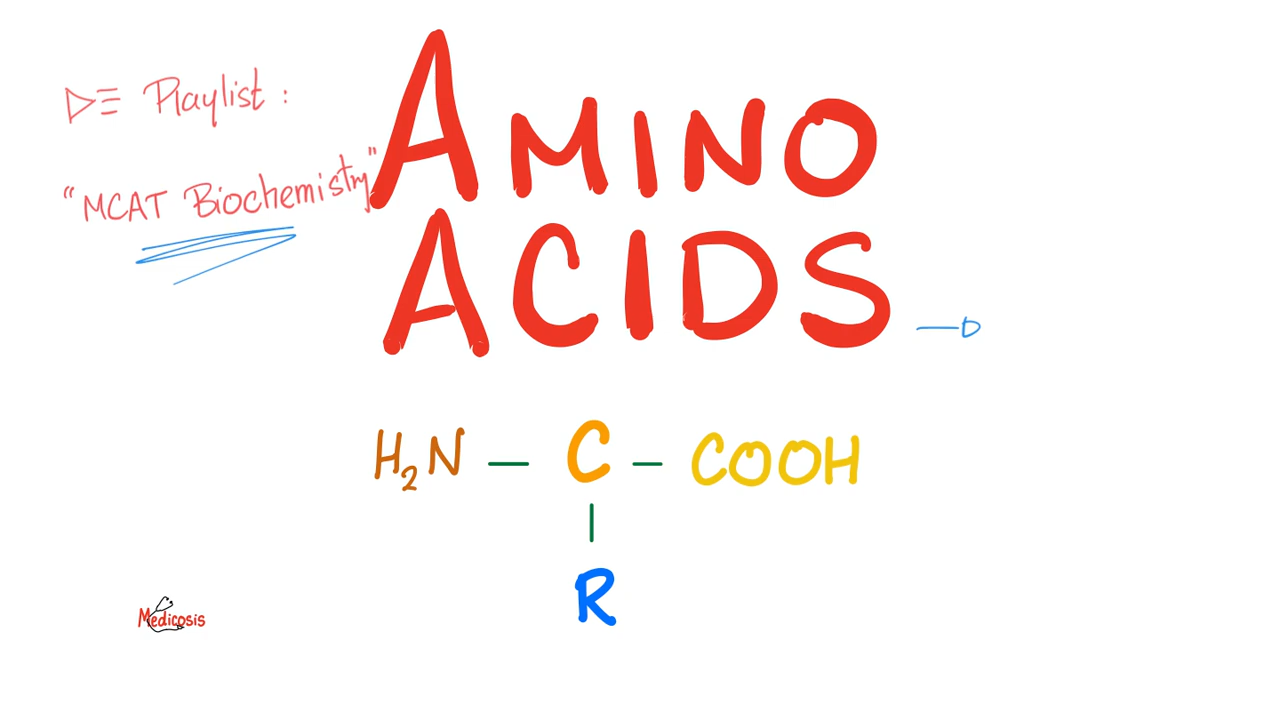 Playlist :
"MCAT Biochemistry"
AMINO
ACIDS
H₂N — C — COOH
R
Medicosis